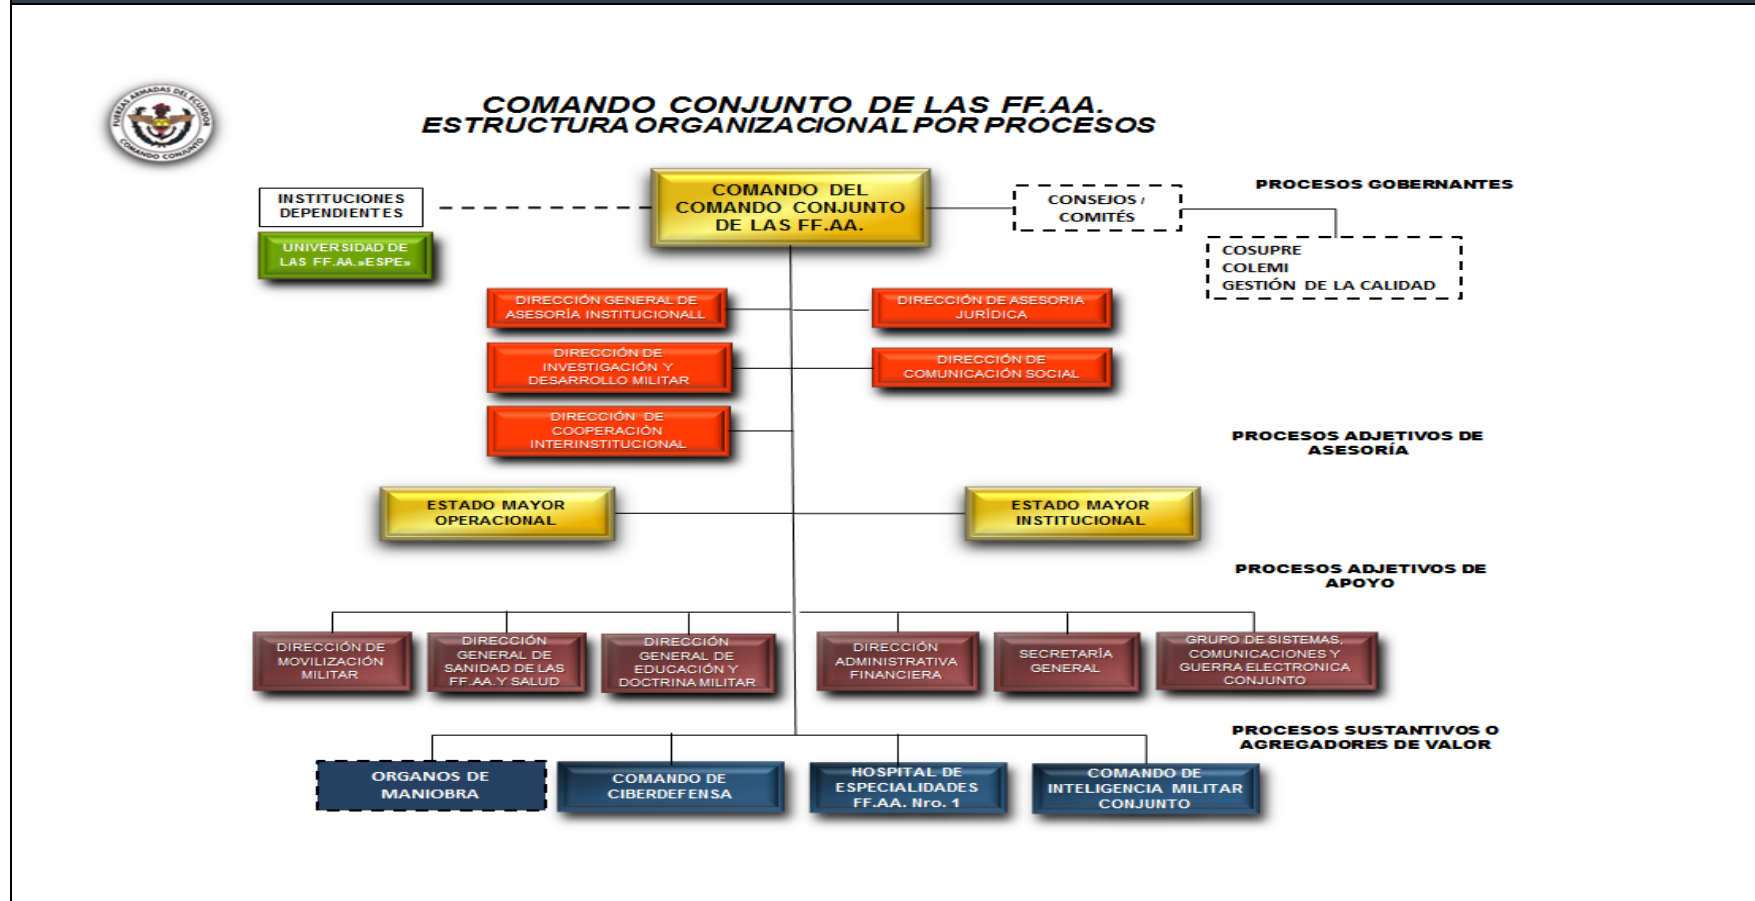 FUERZAS ARMADAS DEL ECUADOR
COMANDO CONJUNTO
COMANDO CONJUNTO DE LAS FF.AA.
ESTRUCTURA ORGANIZACIONAL POR PROCESOS
INSTITUCIONES
DEPENDIENTES
UNIVERSIDAD DE
LAS FF.AA.»ESPE»
COMANDO DEL
COMANDO CONJUNTO
DE LAS FF.AA.
CONSEJOS /
COMITÉS
PROCESOS GOBERNANTES
COSUPRE
COLEMI
GESTIÓN DE LA CALIDAD
DIRECCIÓN GENERAL DE
ASESORÍA INSTITUCIONALL
DIRECCIÓN DE ASESORIA
JURÍDICA
DIRECCIÓN DE
INVESTIGACIÓN Y
DESARROLLO MILITAR
DIRECCIÓN DE
COMUNICACIÓN SOCIAL
DIRECCIÓN DE
COOPERACIÓN
INTERINSTITUCIONAL
PROCESOS ADJETIVOS DE
ASESORÍA
ESTADO MAYOR
OPERACIONAL
ESTADO MAYOR
INSTITUCIONAL
PROCESOS ADJETIVOS DE
APOYO
DIRECCIÓN DE
MOVILIZACIÓN
MILITAR
DIRECCIÓN
GENERAL DE
SANIDAD DE LAS
FF.AA.Y SALUD
DIRECCIÓN
GENERAL DE
EDUCACIÓN Y
DOCTRINA MILITAR
DIRECCIÓN
ADMINISTRATIVA
FINANCIERA
SECRETARÍA
GENERAL
GRUPO DE SISTEMAS,
COMUNICACIONES Y
GUERRA ELECTRONICA
CONJUNTO
PROCESOS SUSTANTIVOS O
AGREGADORES DE VALOR
ORGANOS DE
MANIOBRA
COMANDO DE
CIBERDEFENSA
HOSPITAL DE
ESPECIALIDADES
FF.AA. Nro. 1
COMANDO DE
INTELIGENCIA MILITAR
CONJUNTO